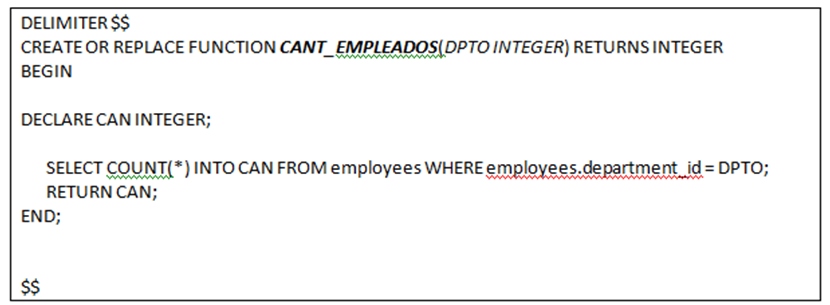 DELIMITER $$
CREATE OR REPLACE FUNCTION CANT_EMPLEADOS(DPTO INTEGER) RETURNS INTEGER
BEGIN
DECLARE CAN INTEGER;
SELECT COUNT(*) INTO CAN FROM employees WHERE employees.department_id = DPTO;
RETURN CAN;
END;
$$